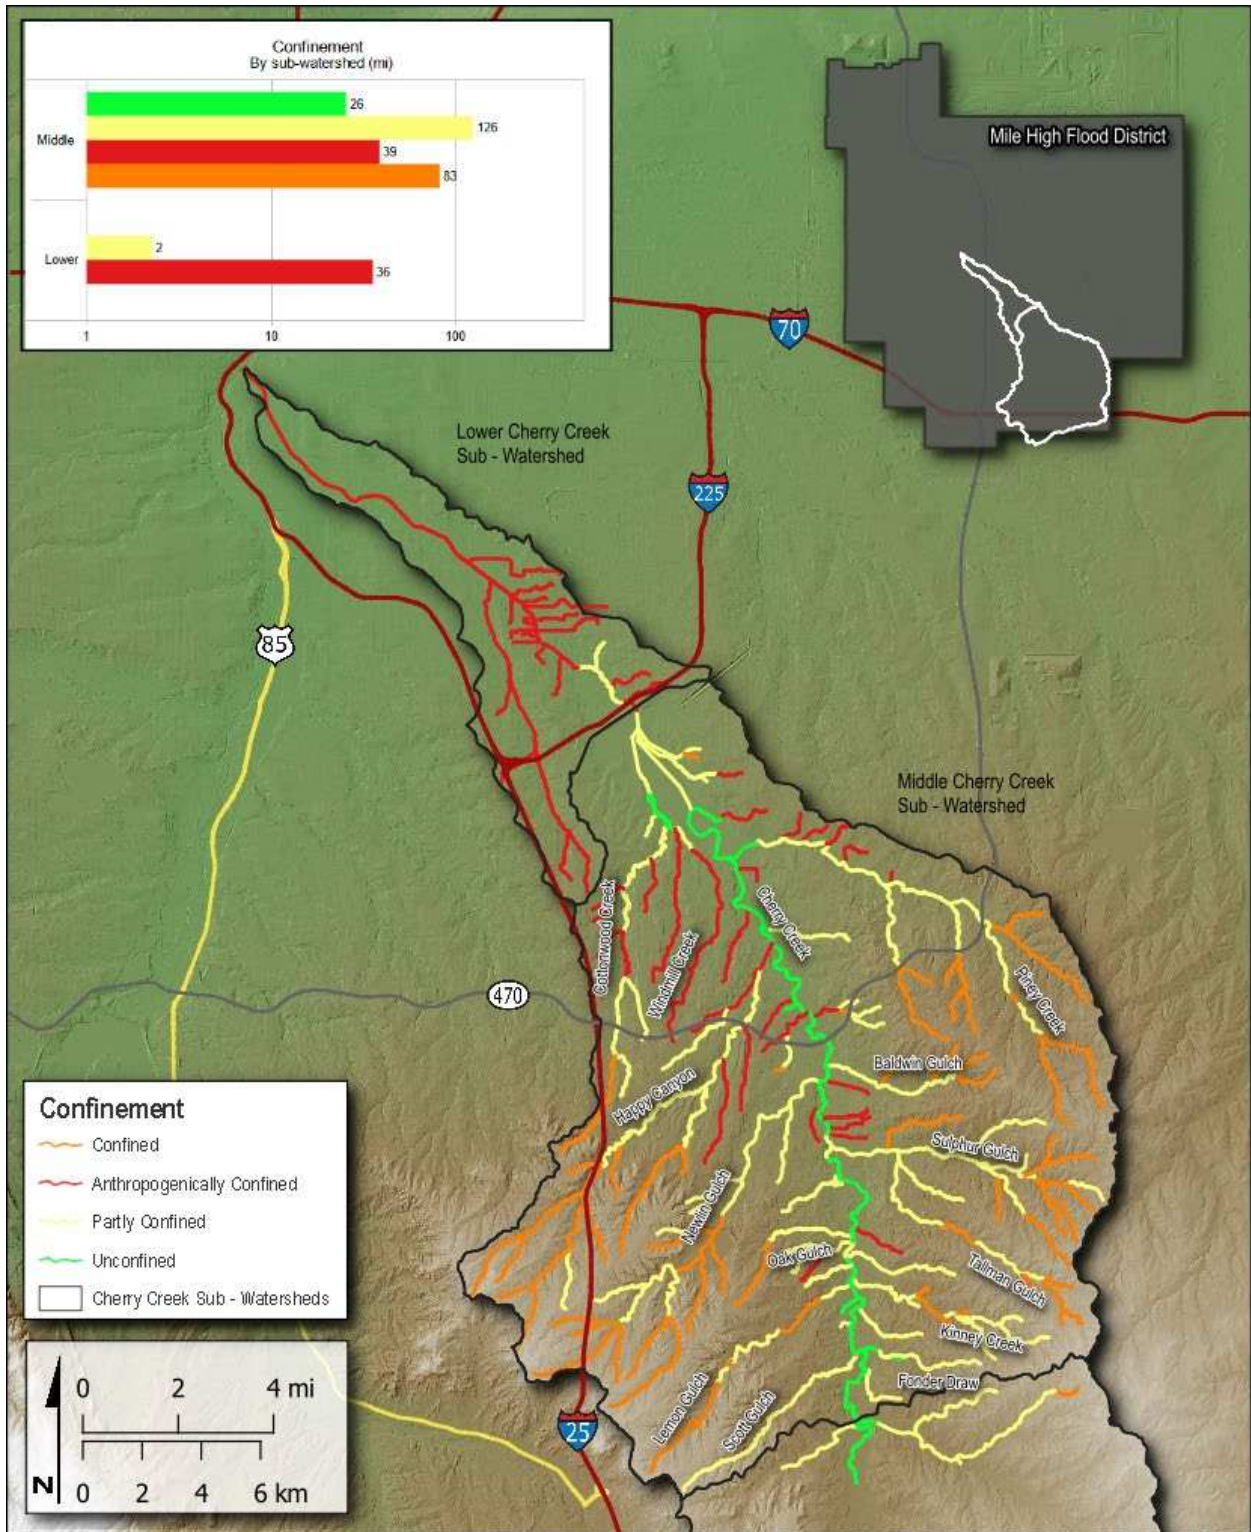 Confinement
By sub-watershed (mi)
Middle
26
126
39
83
Lower
2
36
1
10
100
Mile High Flood District
70
Lower Cherry Creek
Sub - Watershed
225
85
Middle Cherry Creek
Sub - Watershed
Cottonwood Creek
Cherry Creek
Windmill Creek
Piney Creek
470
Baldwin Gulch
Happy Canyon
Sulphur Gulch
Newlin Gulch
Oak Gulch
Tallman Gulch
Kinney Creek
Fonder Draw
Lemon Gulch
Scott Gulch
25
Confinement
Confined
Anthropogenically Confined
Partly Confined
Unconfined
Cherry Creek Sub - Watersheds
0 2 4 mi
N 0 2 4 6 km